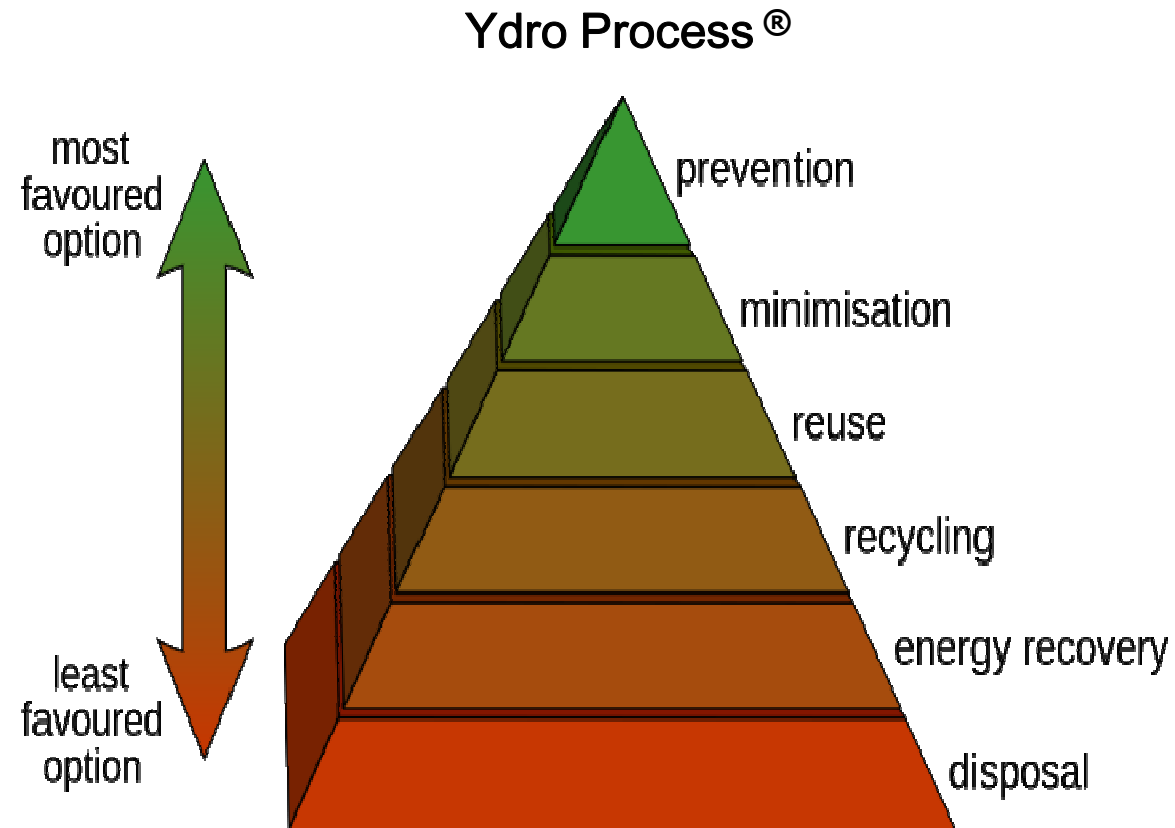 Ydro Process ®
most
favoured
option
prevention
minimisation
reuse
recycling
energy recovery
disposal
least
favoured
option